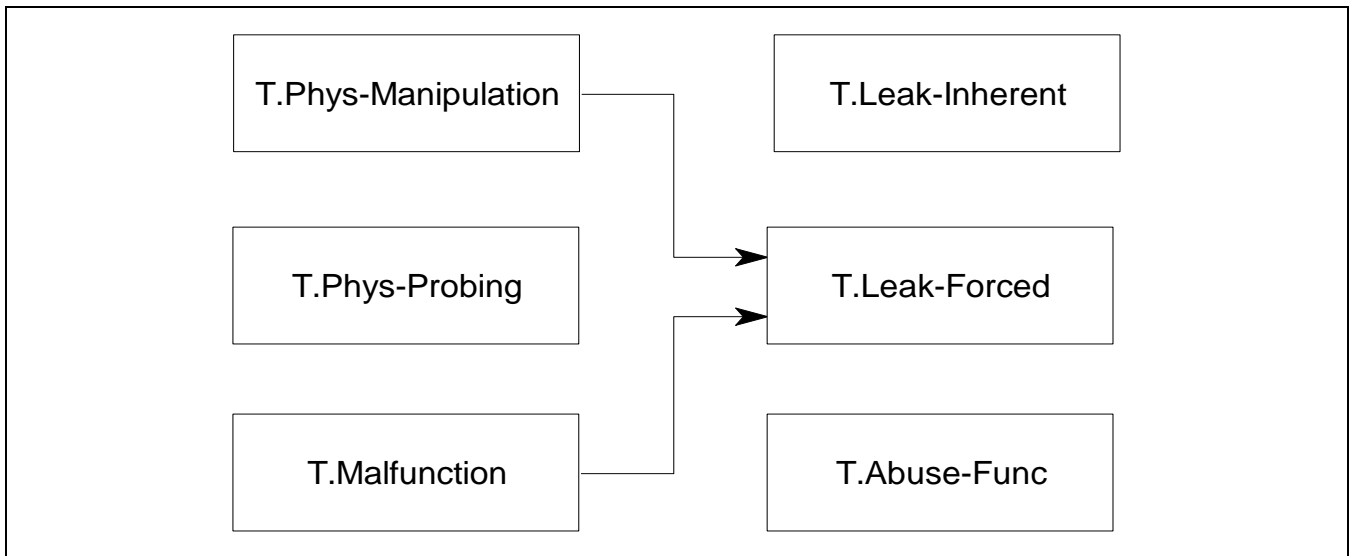 T.Phys-Manipulation
T.Leak-Inherent
T.Phys-Probing
T.Leak-Forced
T.Malfunction
T.Abuse-Func